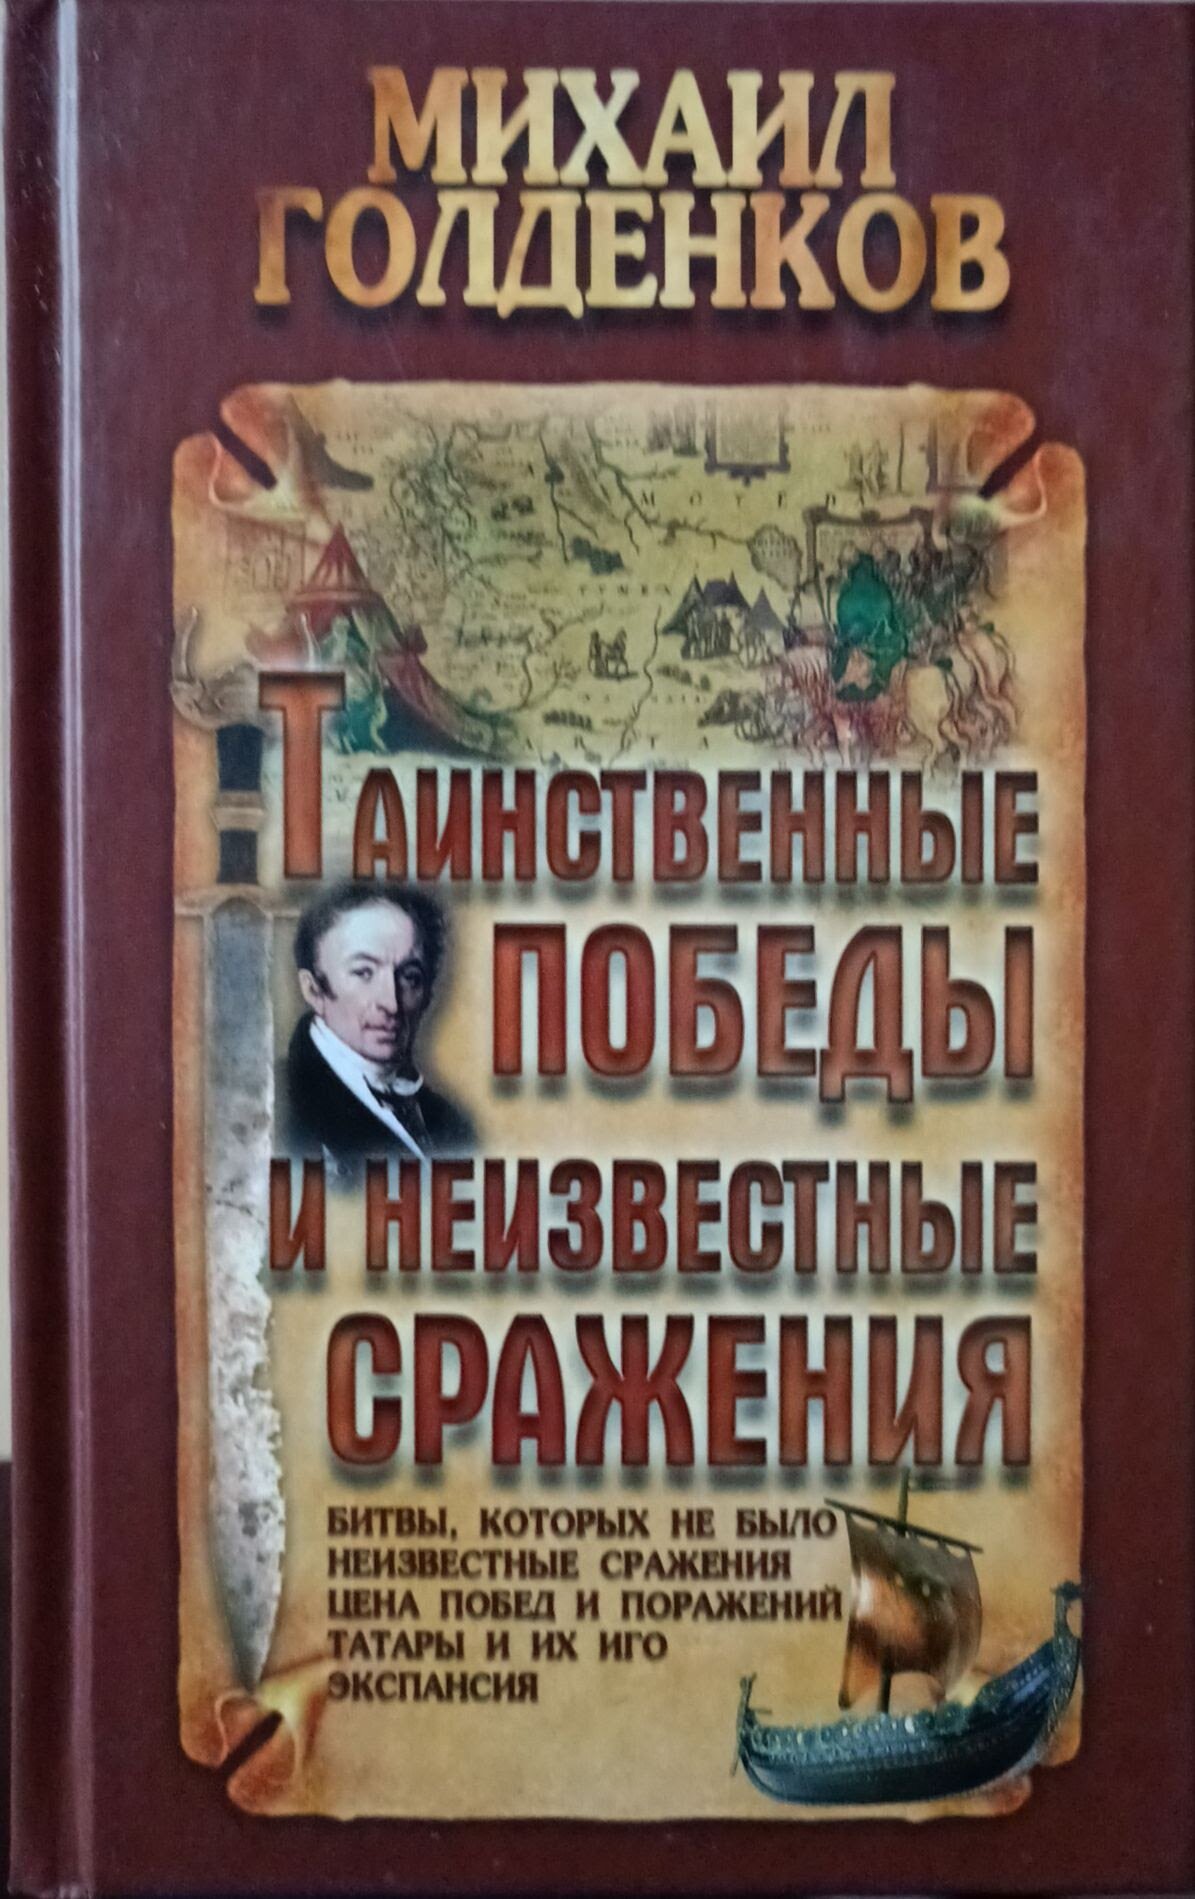 МИХАИЛ
ГОЛДЕНКОВ
ТАИНСТВЕННЫЕ
ПОБЕДЫ
И НЕИЗВЕСТНЫЕ
СРАЖЕНИЯ
БИТВЫ, КОТОРЫХ НЕ БЫЛО
НЕИЗВЕСТНЫЕ СРАЖЕНИЯ
ЦЕНА ПОБЕД И ПОРАЖЕНИЙ
ТАТАРЫ И ИХ ИГО
ЭКСПАНСИЯ